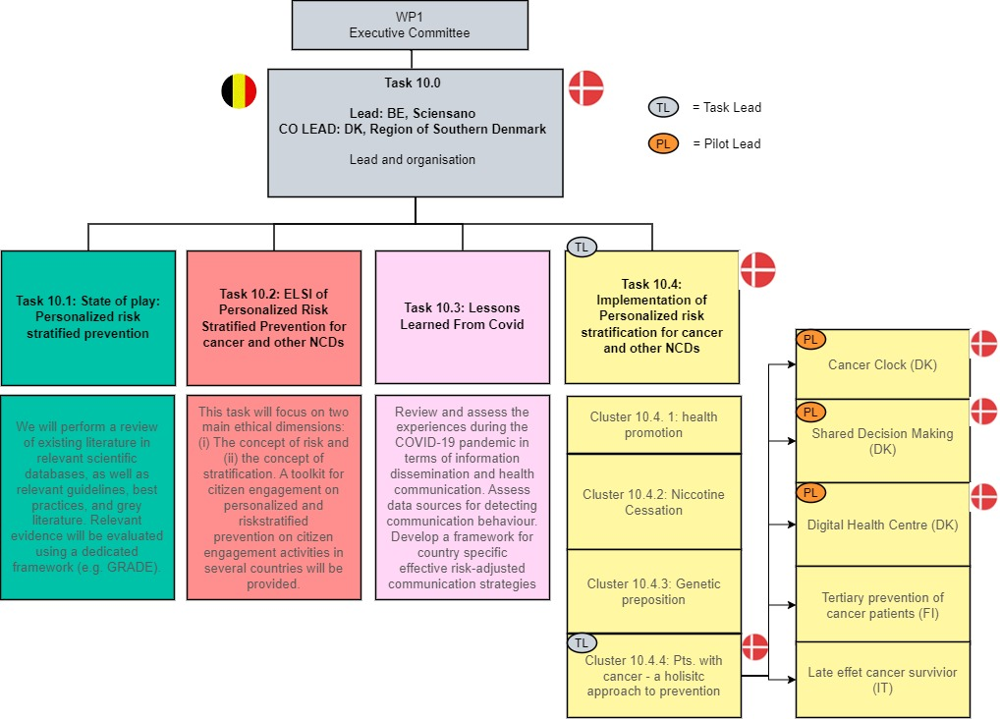 WP1
Executive Committee
Task 10.0
Lead: BE, Sciensano
CO LEAD: DK, Region of Southern Denmark
Lead and organisation
TL
= Task Lead
PL
= Pilot Lead
Task 10.1: State of play:
Personalized risk
stratified prevention
Task 10.2: ELSI of
Personalized Risk
Stratified Prevention for
cancer and other NCDs
Task 10.3: Lessons
Learned From Covid
TL
Task 10.4:
Implementation of
Personalized risk
stratification for cancer
and other NCDs
We will perform a review
of existing literature in
relevant scientific
databases, as well as
relevant guidelines, best
practices, and grey
literature. Relevant
evidence will be evaluated
using a dedicated
framework (e.g. GRADE).
This task will focus on two
main ethical dimensions:
(i) The concept of risk and
(ii) the concept of
stratification. A toolkit for
citizen engagement on
personalized and
riskstratified
prevention on citizen
engagement activities in
several countries will be
provided.
Review and assess the
experiences during the
COVID-19 pandemic in
terms of information
dissemination and health
communication. Assess
data sources for detecting
communication behaviour.
Develop a framework for
country specific
effective risk-adjusted
communication strategies
Cluster 10.4. 1: health
promotion
Cluster 10.4.2: Niccotine
Cessation
Cluster 10.4.3: Genetic
preposition
TL
Cluster 10.4.4: Pts. with
cancer - a holisitc
approach to prevention
PL
Cancer Clock (DK)
PL
Shared Decision Making
(DK)
PL
Digital Health Centre (DK)
Tertiary prevention of
cancer patients (FI)
Late effet cancer survivior
(IT)